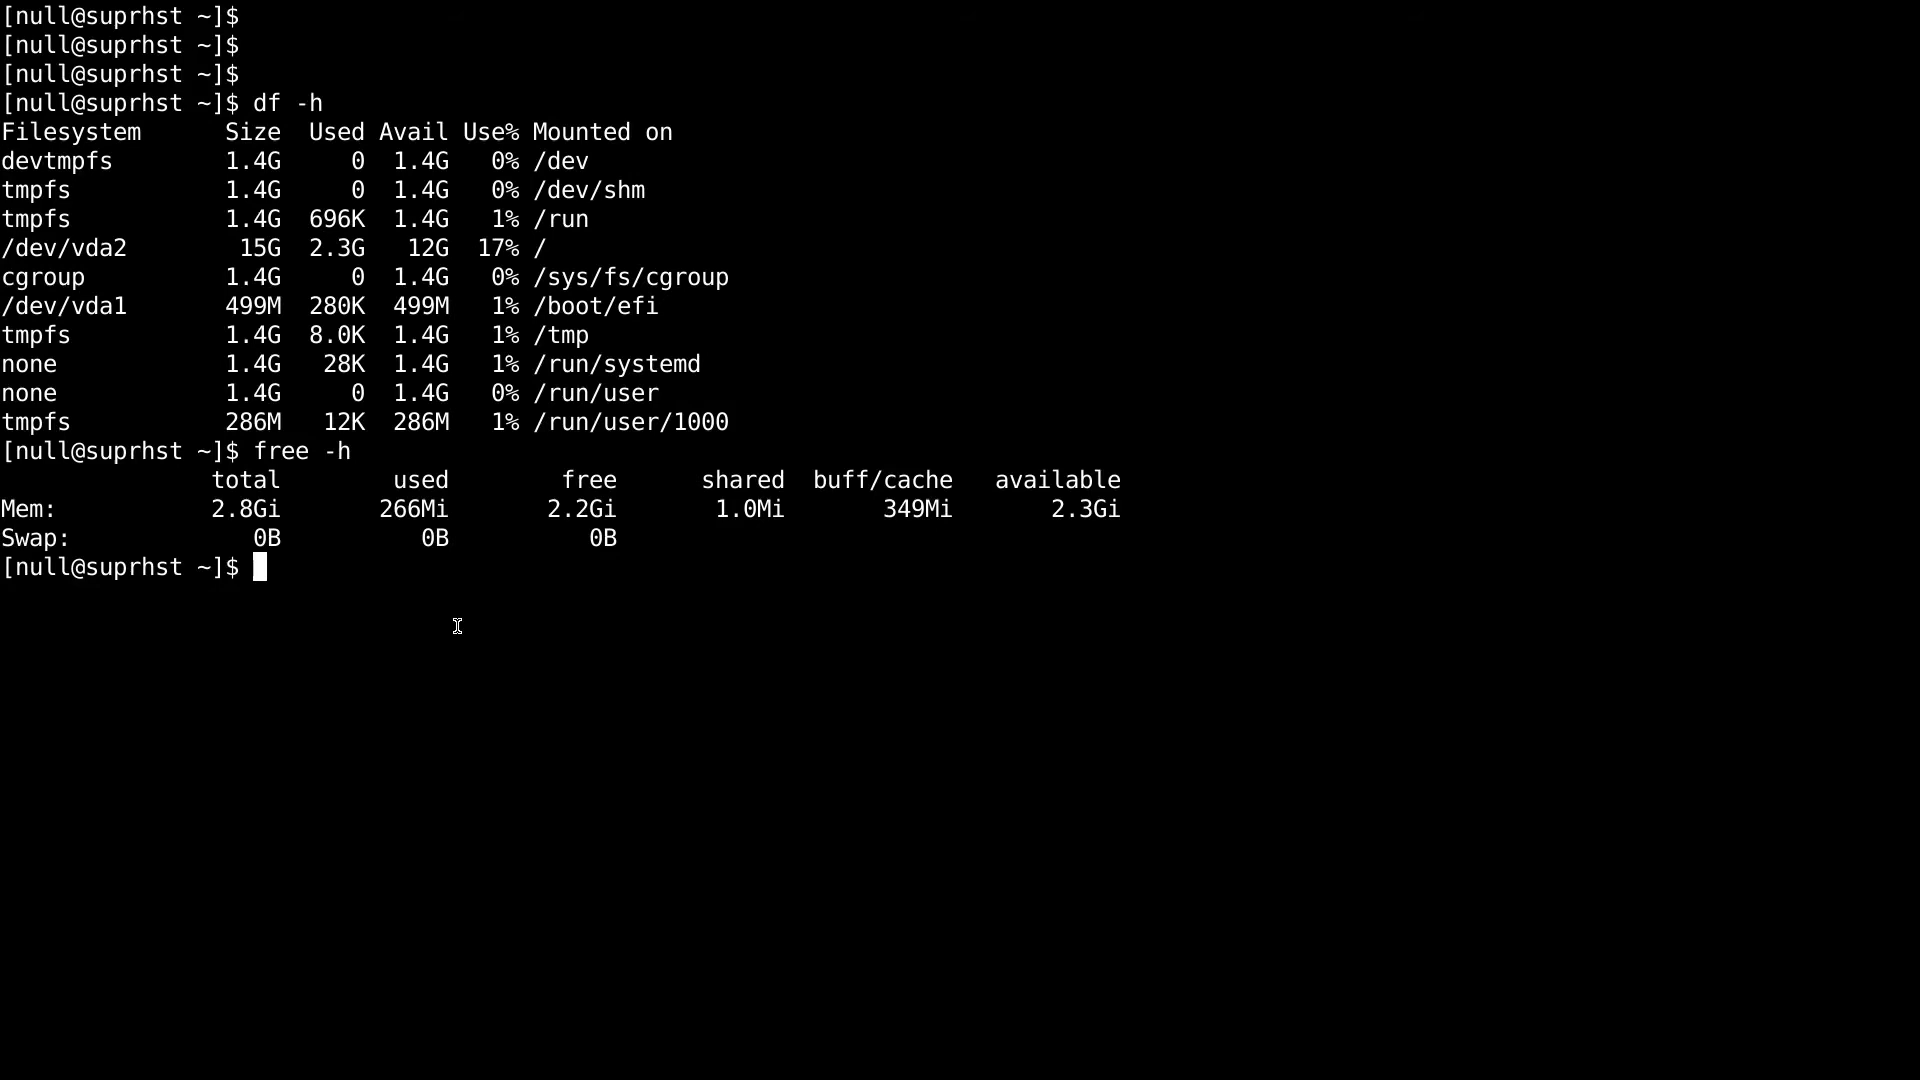 [null@suprhst ~]$
[null@suprhst ~]$
[null@suprhst ~]$
[null@suprhst ~]$ df -h
Filesystem      Size  Used Avail Use% Mounted on
devtmpfs        1.4G     0  1.4G   0% /dev
tmpfs           1.4G     0  1.4G   0% /dev/shm
tmpfs           1.4G  696K  1.4G   1% /run
/dev/vda2        15G  2.3G   12G  17% /
cgroup          1.4G     0  1.4G   0% /sys/fs/cgroup
/dev/vda1       499M  280K  499M   1% /boot/efi
tmpfs           1.4G  8.0K  1.4G   1% /tmp
none            1.4G   28K  1.4G   1% /run/systemd
none            1.4G     0  1.4G   0% /run/user
tmpfs           286M   12K  286M   1% /run/user/1000
[null@suprhst ~]$ free -h
               total        used        free      shared  buff/cache   available
Mem:           2.8Gi       266Mi       2.2Gi       1.0Mi       349Mi       2.3Gi
Swap:             0B          0B          0B
[null@suprhst ~]$